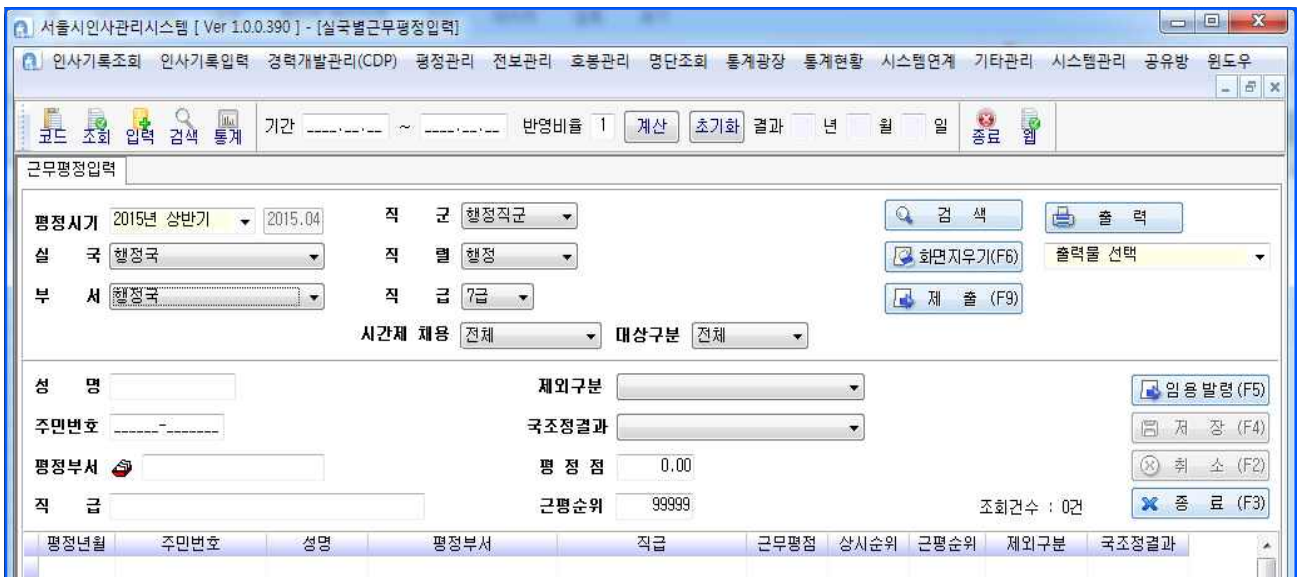 서울시인사관리시스템 [ Ver 1.0.0.390 ] - [실국별근무평정입력]
인사기록조회 인사기록입력 경력개발관리(CDP) 평정관리 전보관리 호봉관리 명단조회 통계광장 통계현황 시스템연계 기타관리 시스템관리 공유방 윈도우
코드 조회 입력 검색 통계 기간 ____.__.__ ~ ____.__.__ 반영비율 1 계산 초기화 결과 년 월 일 종료 웹
근무평정입력
평정시기 2015년 상반기 2015.04 직 군 행정직군 검 색 출 력
실 국 행정국 직 렬 행정 화면지우기(F6) 출력물 선택
부 서 행정국 직 급 7급 제 출 (F9)
시간제 채용 전체 대상구분 전체
성 명 제외구분 임용발령(F5)
주민번호 ______-_______ 국조정결과 저 장 (F4)
평정부서 평 정 점 0.00 취 소 (F2)
직 급 근평순위 99999 조회건수 : 0건 종 료 (F3)
평정년월 주민번호 성명 평정부서 직급 근무평점 상시순위 근평순위 제외구분 국조정결과